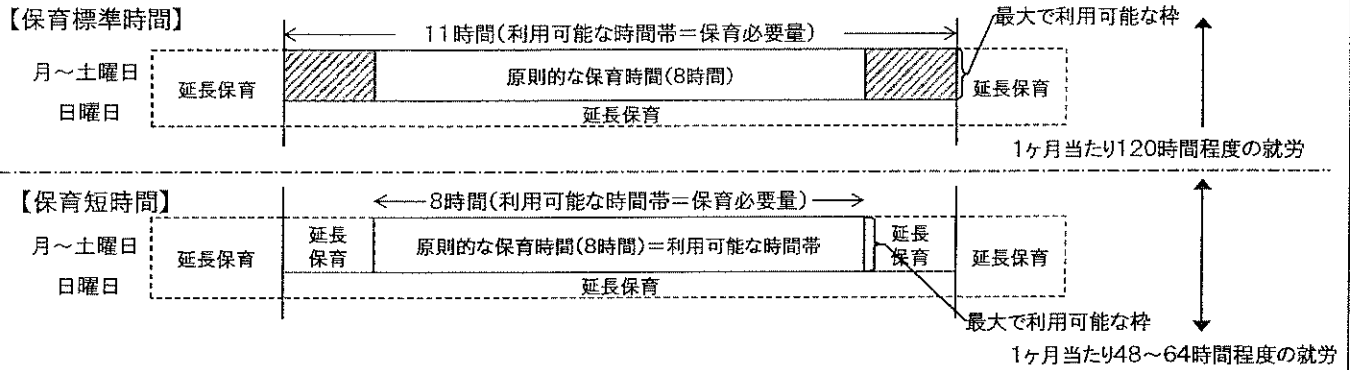 【保育標準時間】
最大で利用可能な枠
11時間(利用可能な時間帯＝保育必要量)
月～土曜日
延長保育
原則的な保育時間(8時間)
延長保育
日曜日
延長保育
1ヶ月当たり120時間程度の就労
【保育短時間】
8時間(利用可能な時間帯＝保育必要量)
月～土曜日
延長保育
延長
保育
原則的な保育時間(8時間)＝利用可能な時間帯
延長
保育
延長保育
日曜日
延長保育
最大で利用可能な枠
1ヶ月当たり48～64時間程度の就労